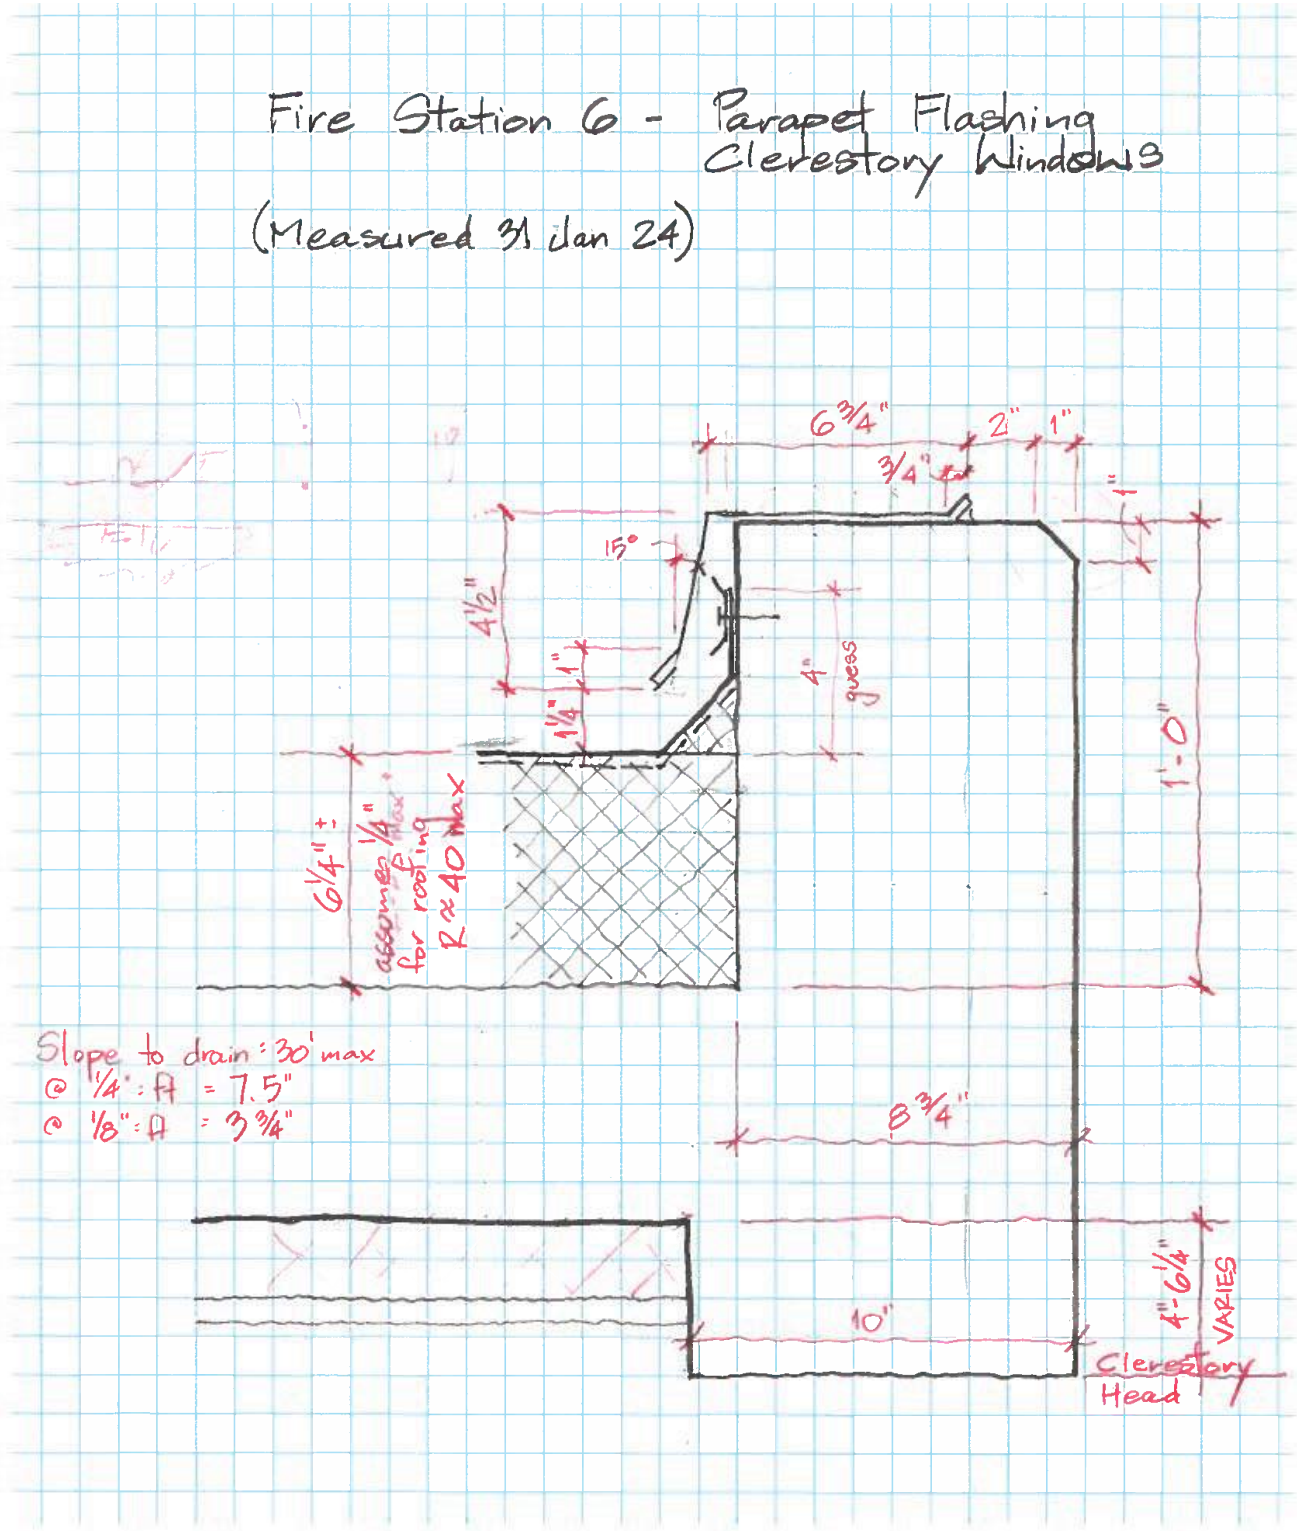 Fire Station 6 - Parapet Flashing
Clerestory Windows
(Measured 31 Jan 24)
6 3/4"
2"
1"
3/4"
1"
15°
4 1/2"
1"
1 1/4"
4"
guess
1'-0"
6 1/4" ±
assumes 1/4" max
for roofing
R ≈ 40 max
Slope to drain: 30' max
@ 1/4" : ft = 7.5"
@ 1/8" : ft = 3 3/4"
8 3/4"
4"-6 1/4"
VARIES
10"
Clerestory
Head